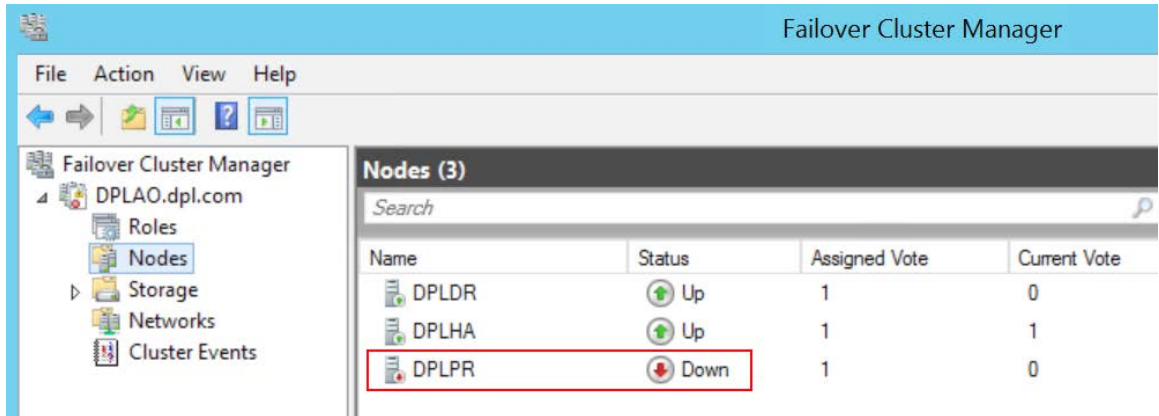 Failover Cluster Manager
File Action View Help
Failover Cluster Manager
DPLAO.dpl.com
Roles
Nodes
Storage
Networks
Cluster Events
Nodes (3)
Search
Name Status Assigned Vote Current Vote
DPLDR Up 1 0
DPLHA Up 1 1
DPLPR Down 1 0